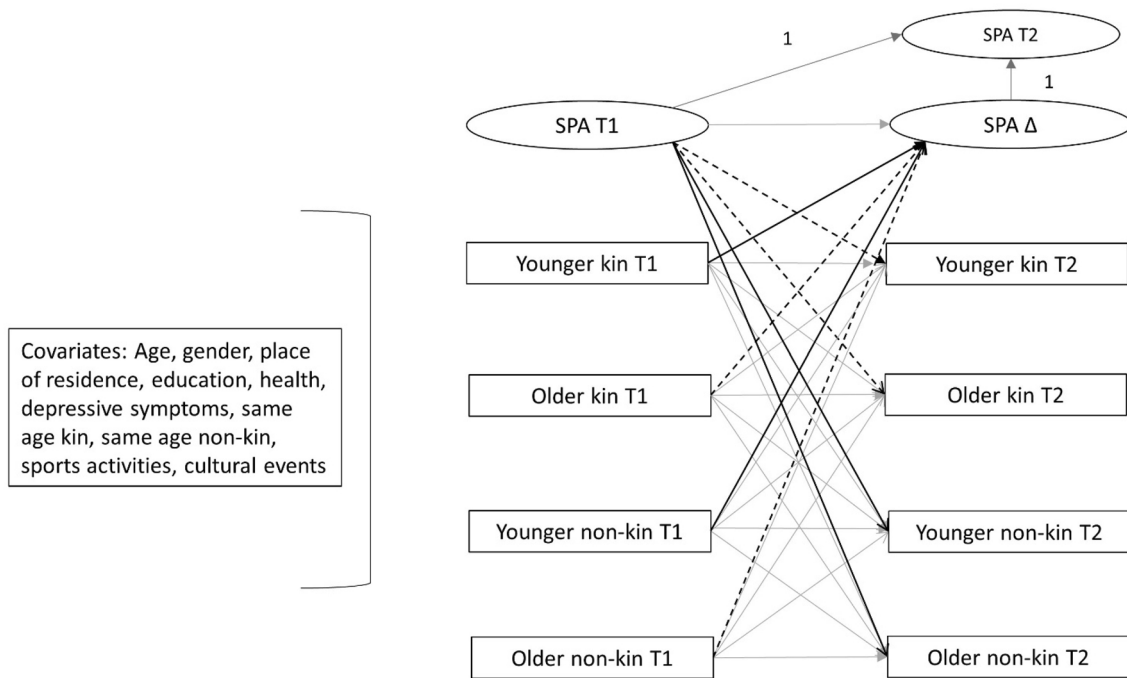 1
SPA T2
1
SPA T1
SPA Δ
Younger kin T1
Younger kin T2
Covariates: Age, gender, place
of residence, education, health,
depressive symptoms, same
age kin, same age non-kin,
sports activities, cultural events
Older kin T1
Older kin T2
Younger non-kin T1
Younger non-kin T2
Older non-kin T1
Older non-kin T2